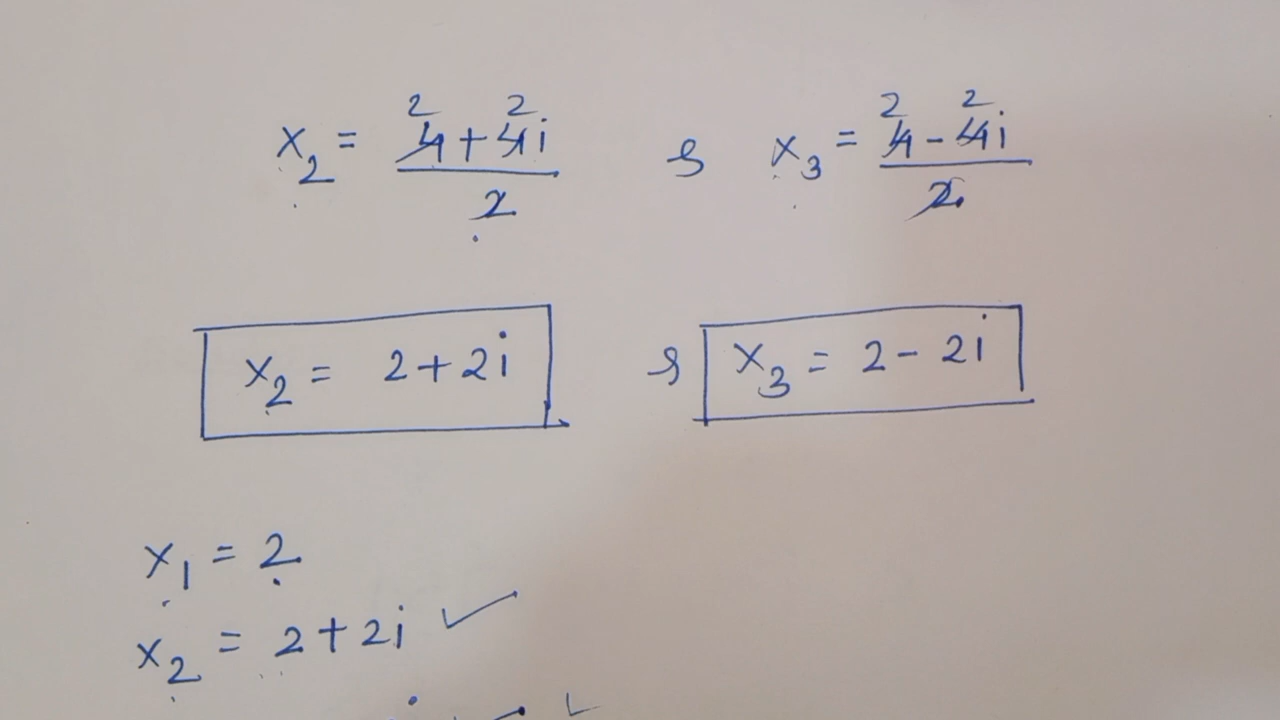 x₂ = (4 + 4i)/2 & x₃ = (4 - 4i)/2
x₂ = 2 + 2i & x₃ = 2 - 2i
x₁ = 2
x₂ = 2 + 2i ✓